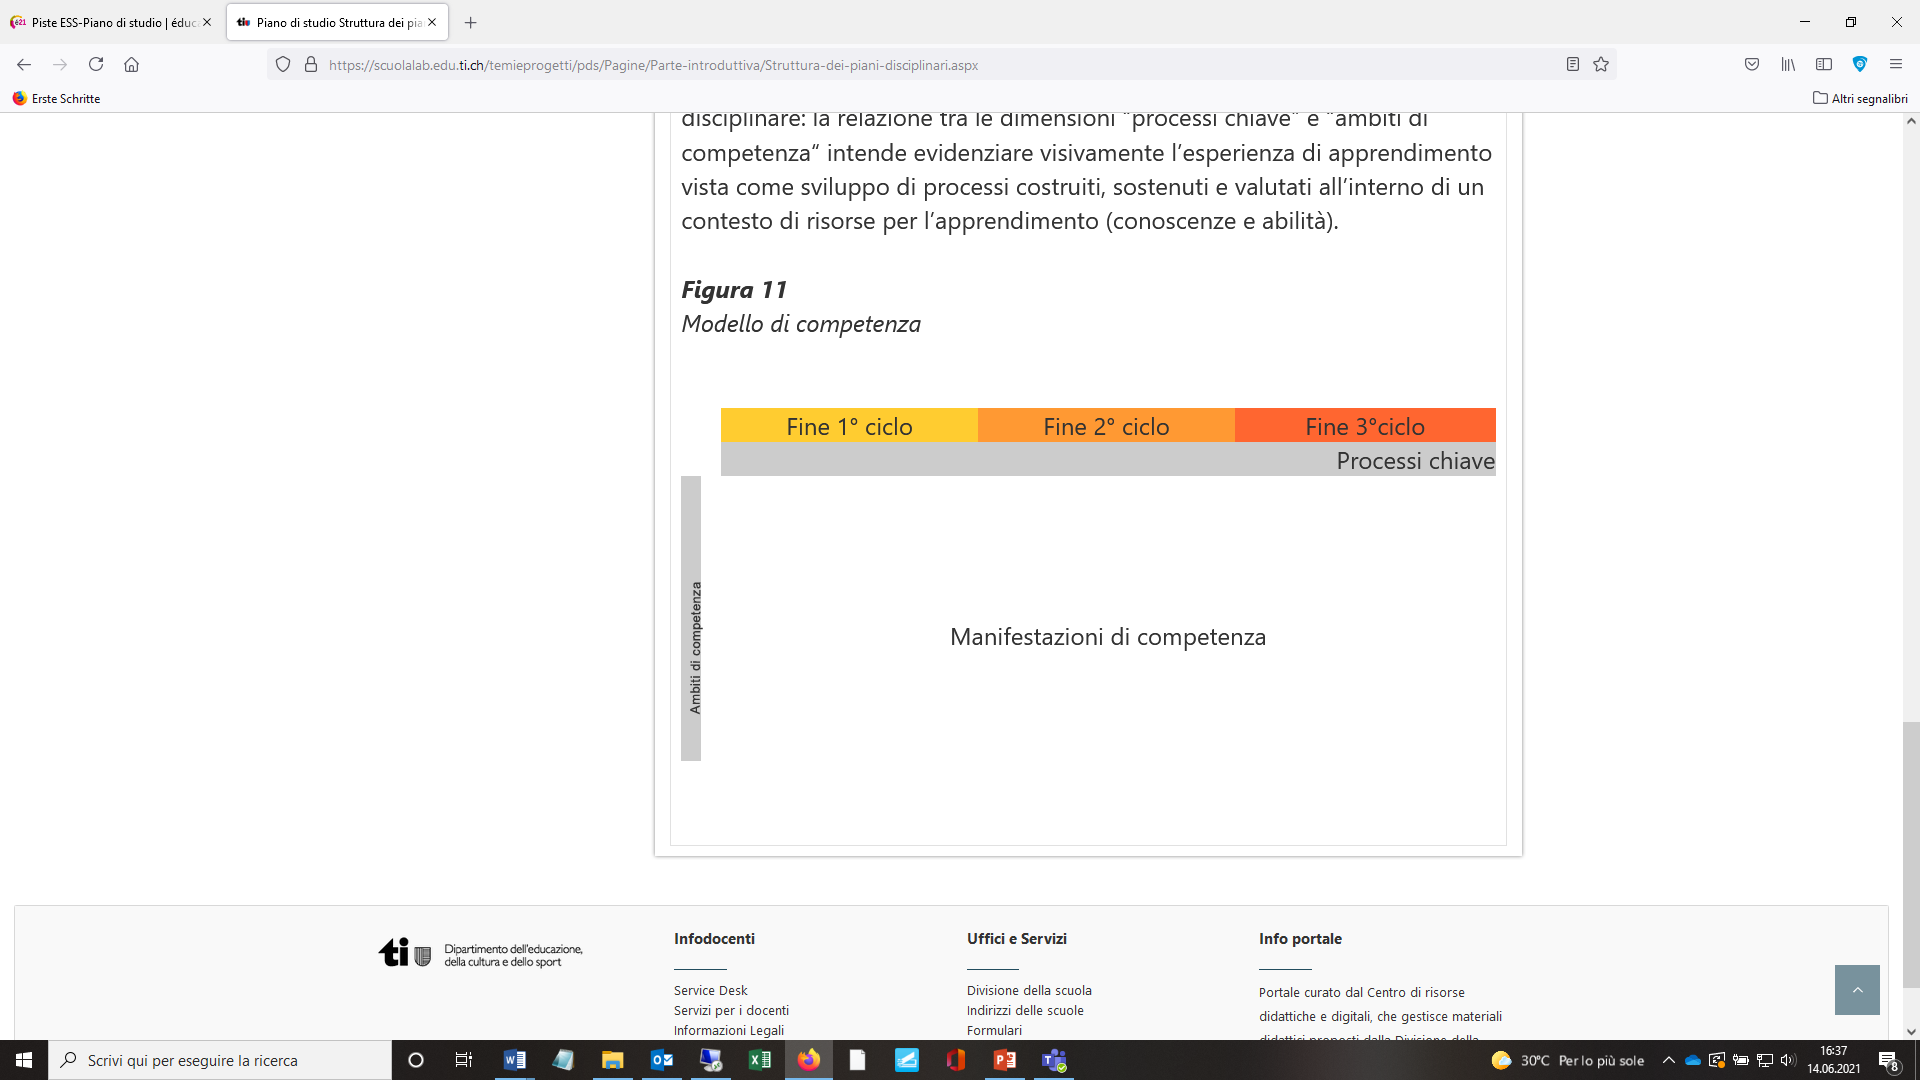 Piste ESS-Piano di studio | éduc
Piano di studio Struttura dei pia
https://scuolalab.edu.ti.ch/temieprogetti/pds/Pagine/Parte-introduttiva/Struttura-dei-piani-disciplinari.aspx
Erste Schritte
Altri segnalibri
disciplinare: la relazione tra le dimensioni "processi chiave" e "ambiti di
competenza“ intende evidenziare visivamente l’esperienza di apprendimento
vista come sviluppo di processi costruiti, sostenuti e valutati all’interno di un
contesto di risorse per l’apprendimento (conoscenze e abilità).
Figura 11
Modello di competenza
Fine 1° ciclo
Fine 2° ciclo
Fine 3°ciclo
Processi chiave
Ambiti di competenza
Manifestazioni di competenza
ti
Dipartimento dell'educazione,
della cultura e dello sport
Infodocenti
Service Desk
Servizi per i docenti
Informazioni Legali
Uffici e Servizi
Divisione della scuola
Indirizzi delle scuole
Formulari
Info portale
Portale curato dal Centro di risorse
didattiche e digitali, che gestisce materiali
didattici proposti dalla Divisione della
Scrivi qui per eseguire la ricerca
30°C Per lo più sole
16:37
14.06.2021
8